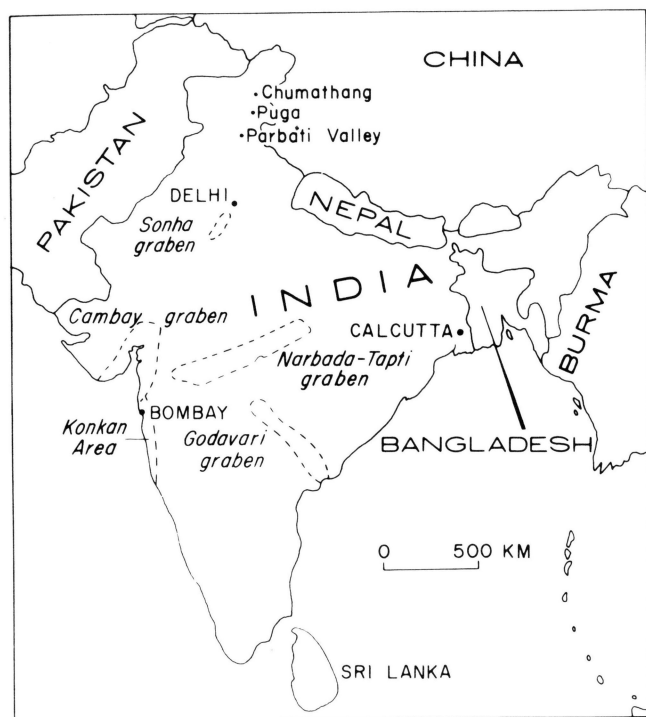 CHINA
Chumathang
Puga
Parbati Valley
PAKISTAN
DELHI
Sonha
graben
NEPAL
INDIA
Cambay graben
CALCUTTA
BURMA
Narbada-Tapti
graben
BOMBAY
Konkan
Area
Godavari
graben
BANGLADESH
0 500 KM
SRI LANKA